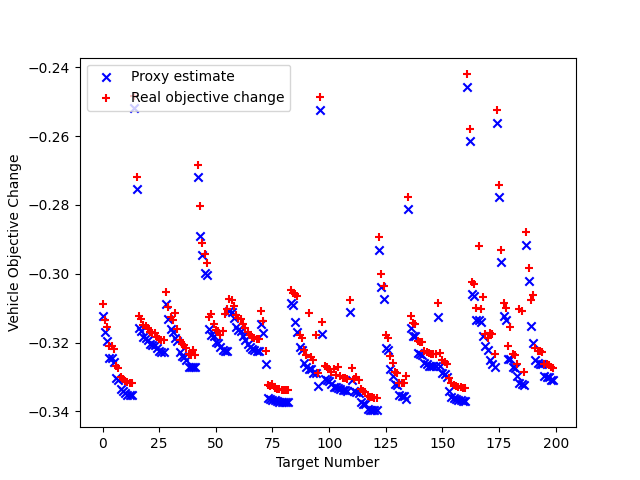 Proxy estimate
Real objective change
Vehicle Objective Change
−0.24
−0.26
−0.28
−0.30
−0.32
−0.34
0 25 50 75 100 125 150 175 200
Target Number